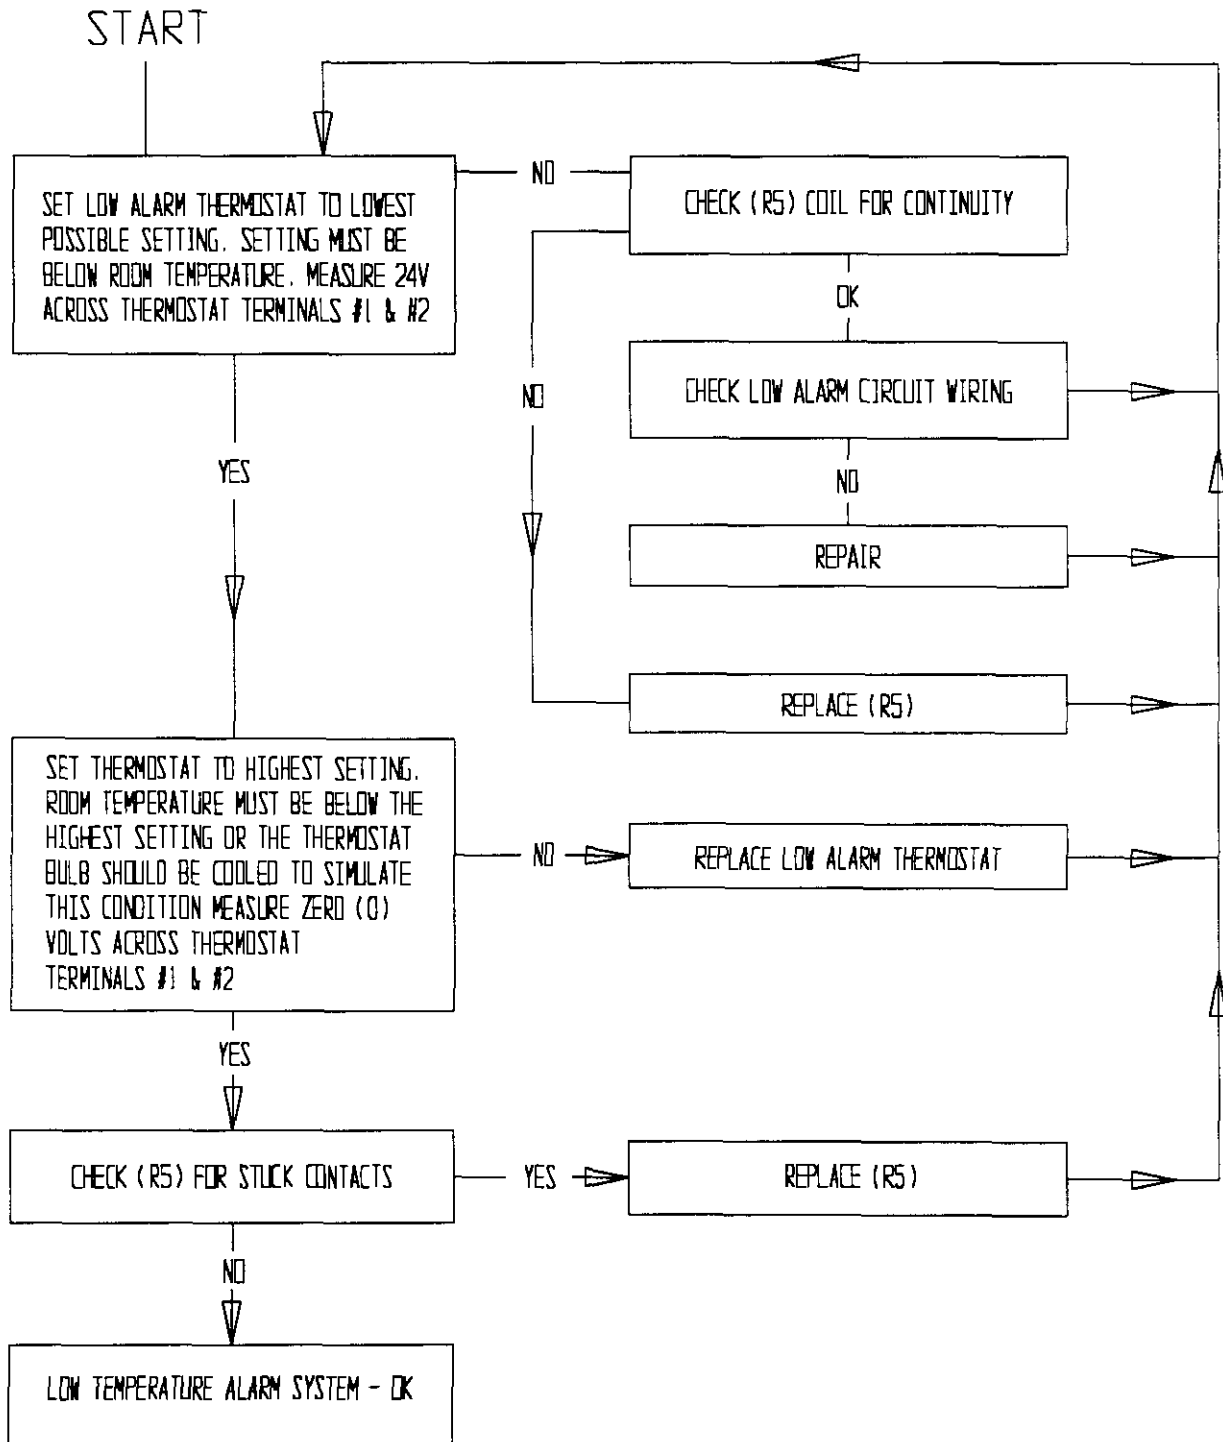 START
SET LOW ALARM THERMOSTAT TO LOWEST
POSSIBLE SETTING. SETTING MUST BE
BELOW ROOM TEMPERATURE. MEASURE 24V
ACROSS THERMOSTAT TERMINALS #1 & #2
NO
CHECK (R5) COIL FOR CONTINUITY
OK
NO
CHECK LOW ALARM CIRCUIT WIRING
YES
NO
REPAIR
REPLACE (R5)
SET THERMOSTAT TO HIGHEST SETTING.
ROOM TEMPERATURE MUST BE BELOW THE
HIGHEST SETTING OR THE THERMOSTAT
BULB SHOULD BE COOLED TO SIMULATE
THIS CONDITION MEASURE ZERO (0)
VOLTS ACROSS THERMOSTAT
TERMINALS #1 & #2
NO
REPLACE LOW ALARM THERMOSTAT
YES
CHECK (R5) FOR STUCK CONTACTS
YES
REPLACE (R5)
NO
LOW TEMPERATURE ALARM SYSTEM - OK